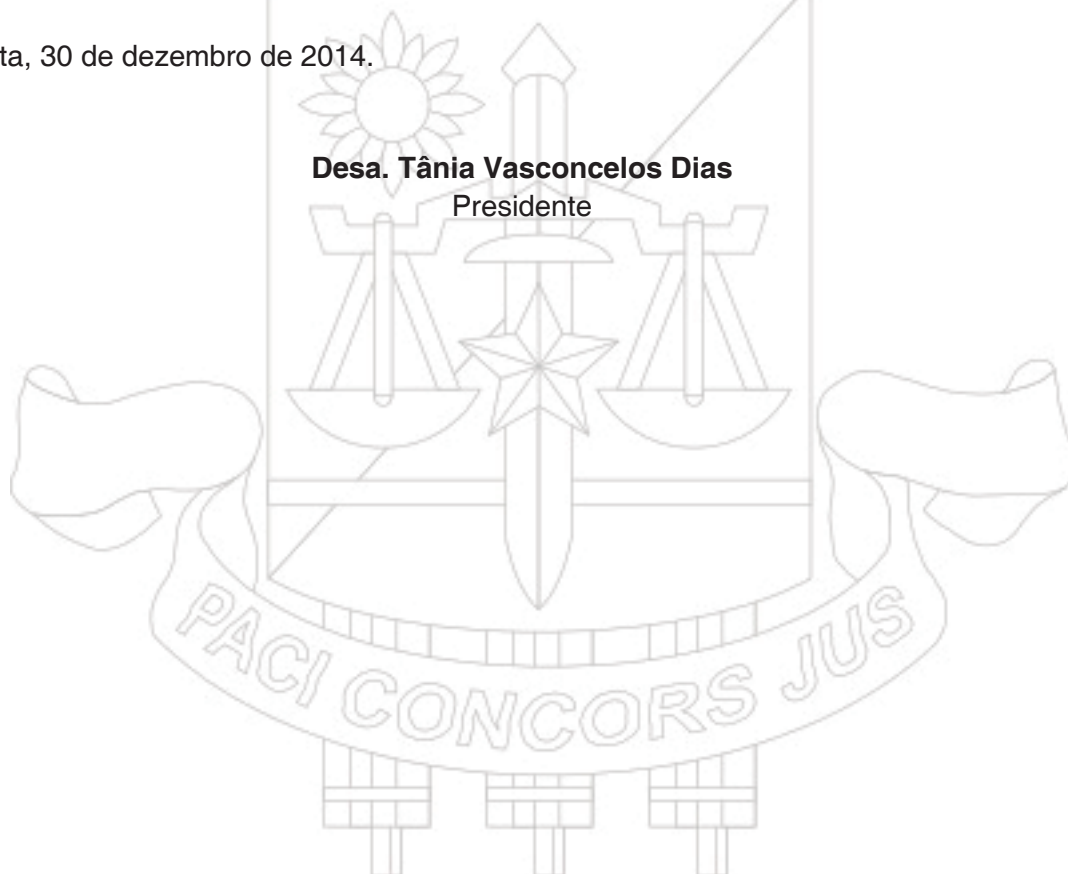 ta, 30 de dezembro de 2014.
Desa. Tânia Vasconcelos Dias
Presidente
PACI CONCORS JUS